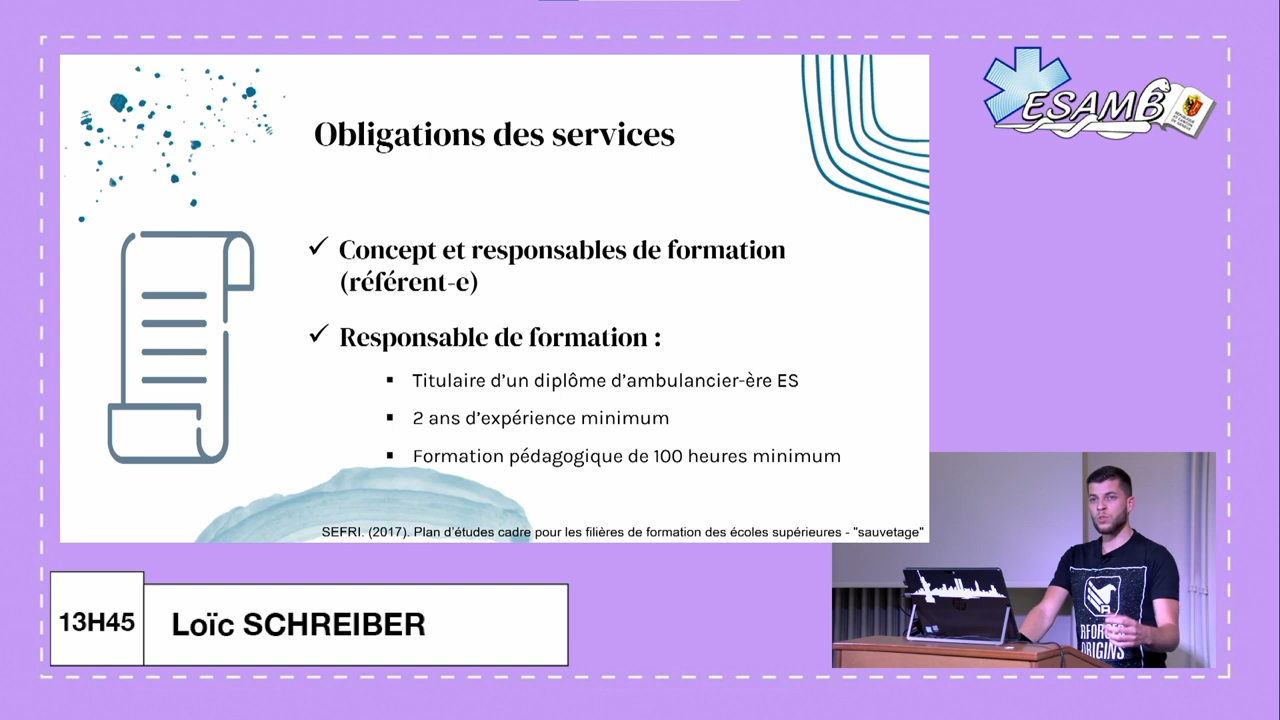 Obligations des services
✓ Concept et responsables de formation
(référent-e)
✓ Responsable de formation :
▪ Titulaire d'un diplôme d'ambulancier-ère ES
▪ 2 ans d'expérience minimum
▪ Formation pédagogique de 100 heures minimum
SEFRI. (2017). Plan d'études cadre pour les filières de formation des écoles supérieures - "sauvetage"
ESAMB
13H45
Loïc SCHREIBER
RFORCES
ORIGINS